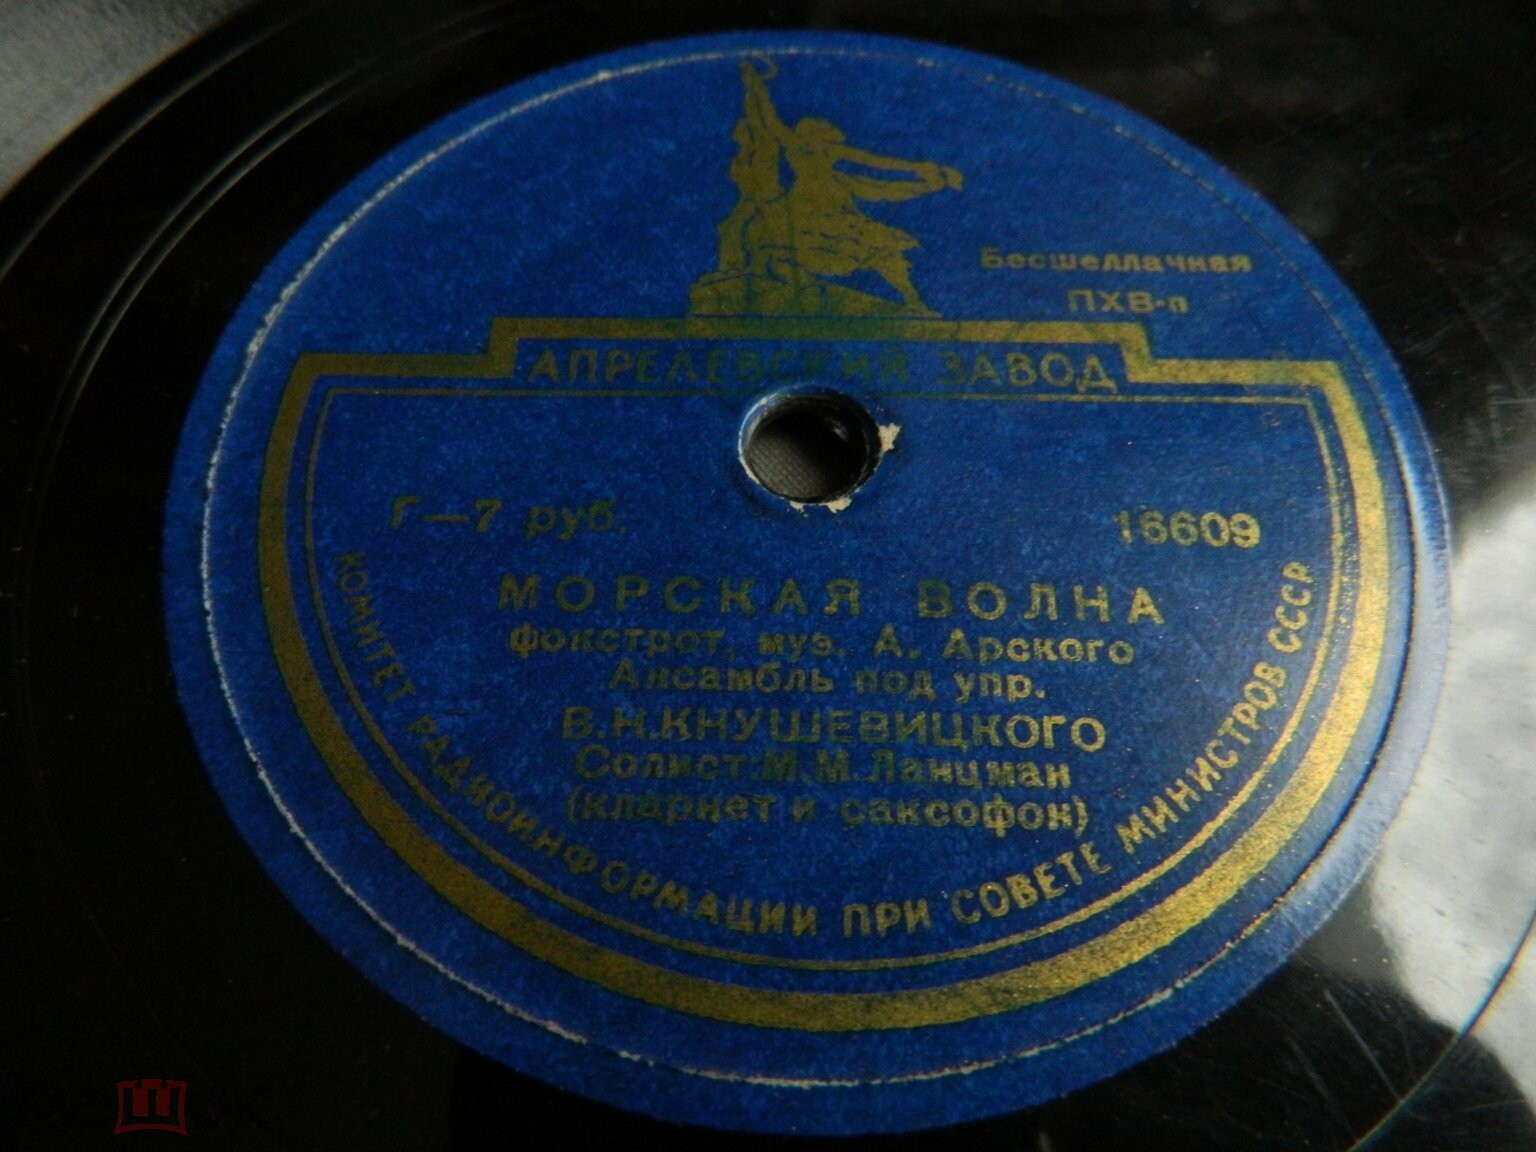 Бесшеллачная
ПХВ-п
АПРЕЛЕВСКИЙ ЗАВОД
Г—7 руб.
16609
МОРСКАЯ ВОЛНА
фокстрот, муз. А. Арского
Ансамбль под упр.
В.Н.КНУШЕВИЦКОГО
Солист:М.М.Ланцман
(кларнет и саксофон)
КОМИТЕТ РАДИОИНФОРМАЦИИ ПРИ СОВЕТЕ МИНИСТРОВ СССР